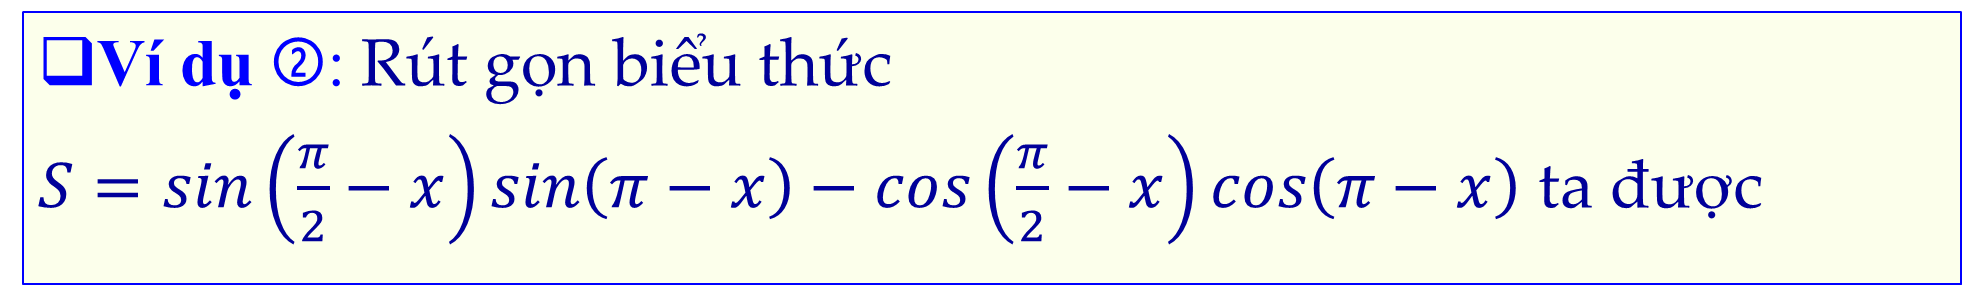 ❑Ví dụ ②: Rút gọn biểu thức
S = sin(π/2 − x) sin(π − x) − cos(π/2 − x) cos(π − x) ta được